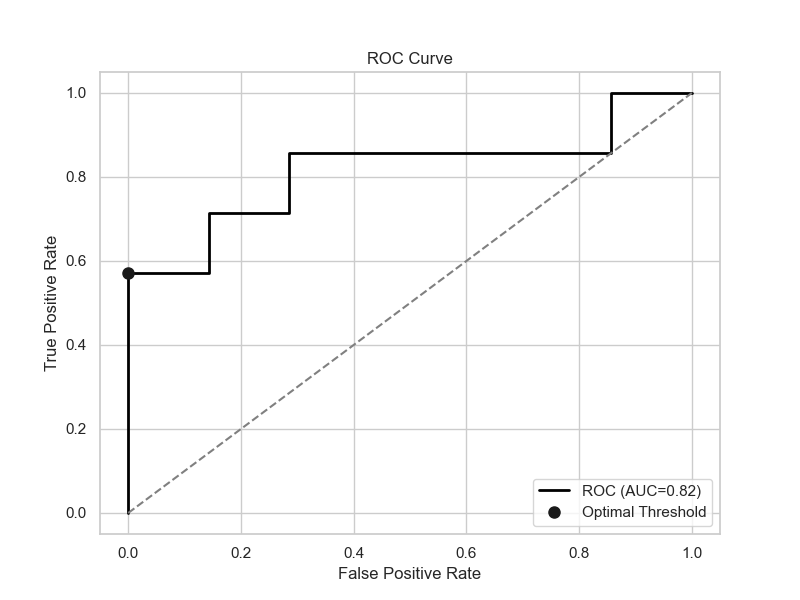 ROC Curve
1.0
0.8
0.6
0.4
0.2
0.0
True Positive Rate
0.0 0.2 0.4 0.6 0.8 1.0
False Positive Rate
ROC (AUC=0.82)
Optimal Threshold